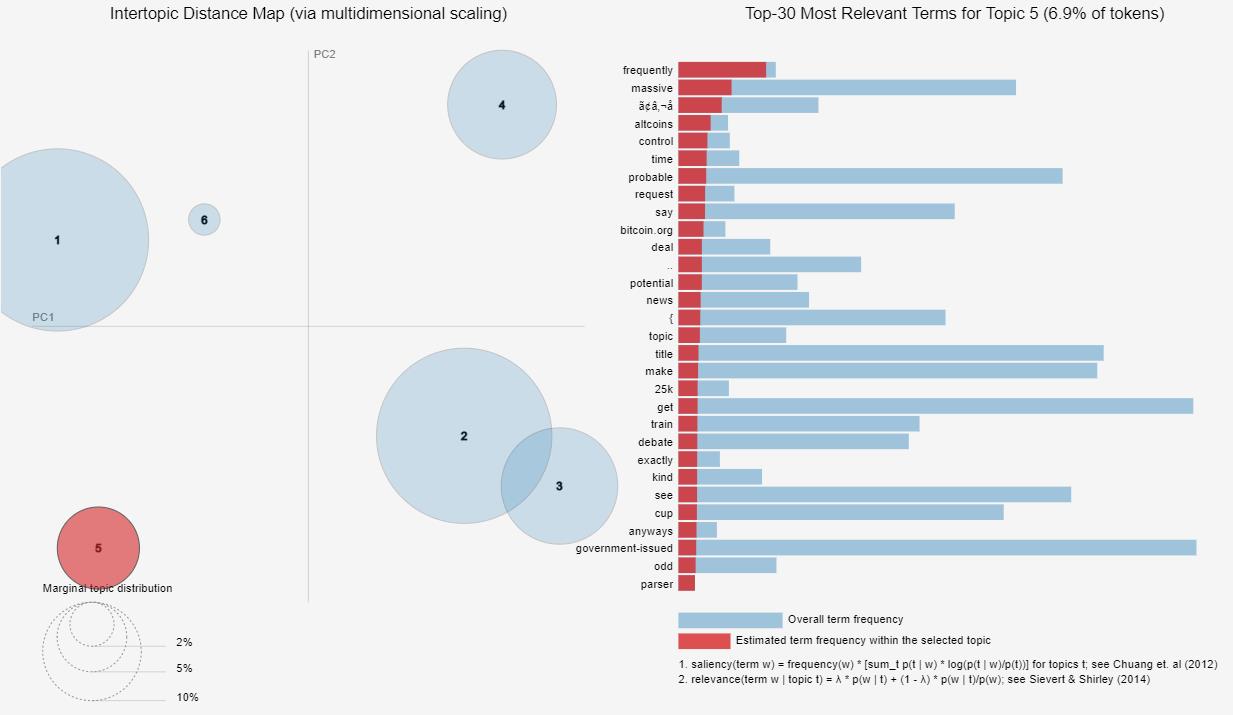 Intertopic Distance Map (via multidimensional scaling)
PC2
PC1
1
6
4
2
3
5
Marginal topic distribution
2%
5%
10%
Top-30 Most Relevant Terms for Topic 5 (6.9% of tokens)
frequently
massive
ã¢â‚¬å
altcoins
control
time
probable
request
say
bitcoin.org
deal
..
potential
news
{
topic
title
make
25k
get
train
debate
exactly
kind
see
cup
anyways
government-issued
odd
parser
Overall term frequency
Estimated term frequency within the selected topic
1. saliency(term w) = frequency(w) * [sum_t p(t | w) * log(p(t | w)/p(t))] for topics t; see Chuang et. al (2012)
2. relevance(term w | topic t) = λ * p(w | t) + (1 - λ) * p(w | t)/p(w); see Sievert & Shirley (2014)